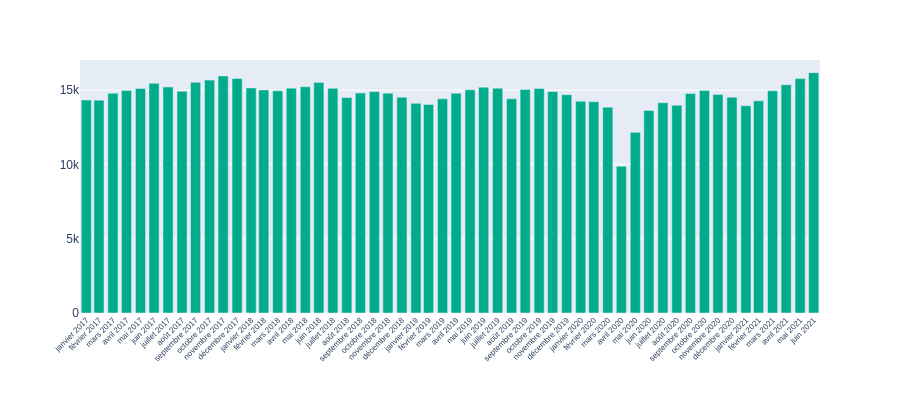 15k
10k
5k
0
janvier 2017
février 2017
mars 2017
avril 2017
mai 2017
juin 2017
juillet 2017
août 2017
septembre 2017
octobre 2017
novembre 2017
décembre 2017
janvier 2018
février 2018
mars 2018
avril 2018
mai 2018
juin 2018
juillet 2018
août 2018
septembre 2018
octobre 2018
novembre 2018
décembre 2018
janvier 2019
février 2019
mars 2019
avril 2019
mai 2019
juin 2019
juillet 2019
août 2019
septembre 2019
octobre 2019
novembre 2019
décembre 2019
janvier 2020
février 2020
mars 2020
avril 2020
mai 2020
juin 2020
juillet 2020
août 2020
septembre 2020
octobre 2020
novembre 2020
décembre 2020
janvier 2021
février 2021
mars 2021
avril 2021
mai 2021
juin 2021